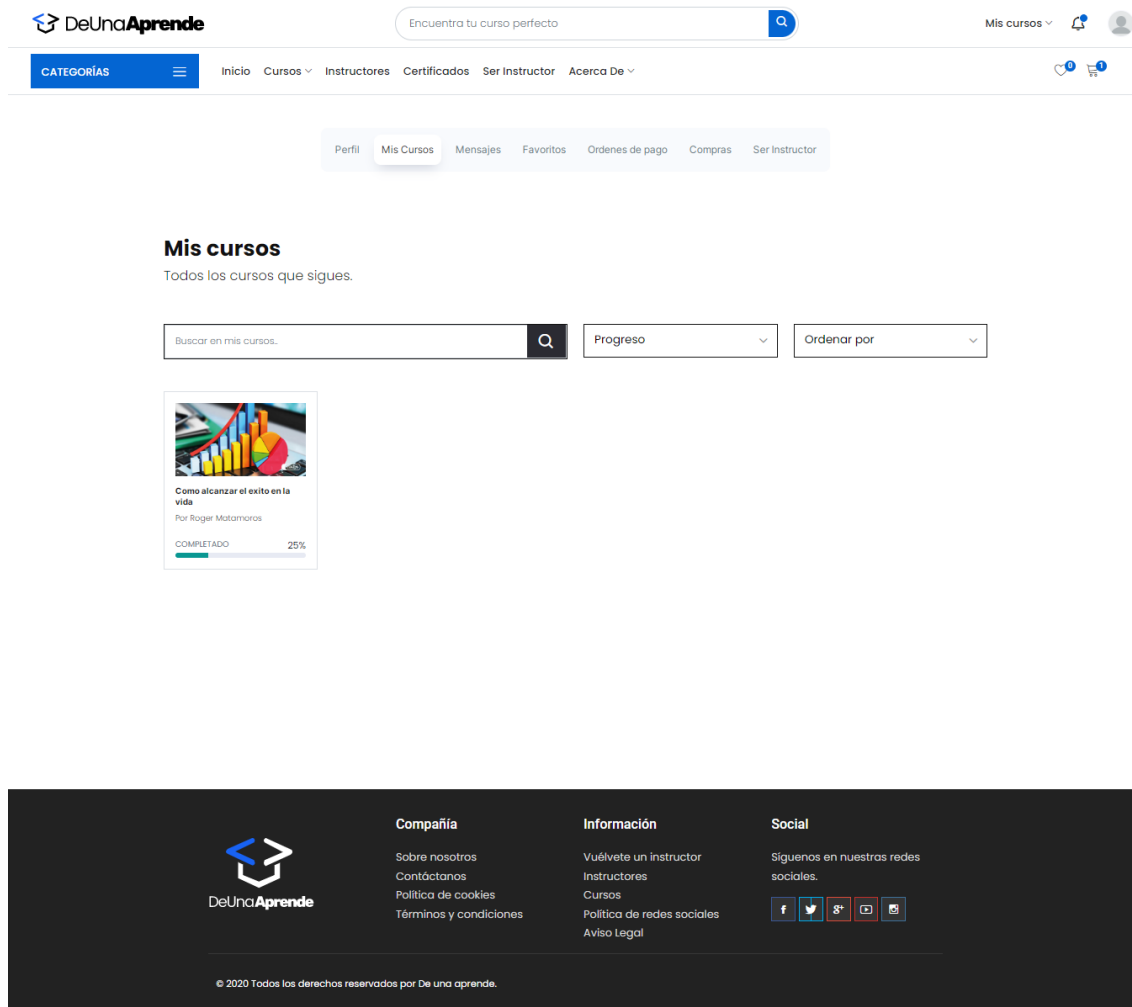 DeUnaAprende
Encuentra tu curso perfecto
Mis cursos
CATEGORÍAS
Inicio Cursos Instructores Certificados Ser Instructor Acerca De
0 1
Perfil Mis Cursos Mensajes Favoritos Ordenes de pago Compras Ser Instructor
Mis cursos
Todos los cursos que sigues.
Buscar en mis cursos..
Progreso
Ordenar por
Como alcanzar el exito en la
vida
Por Roger Matamoros
COMPLETADO 25%
DeUnaAprende
Compañía
Sobre nosotros
Contáctanos
Política de cookies
Términos y condiciones
Información
Vuélvete un instructor
Instructores
Cursos
Política de redes sociales
Aviso Legal
Social
Síguenos en nuestras redes
sociales.
© 2020 Todos los derechos reservados por De una aprende.